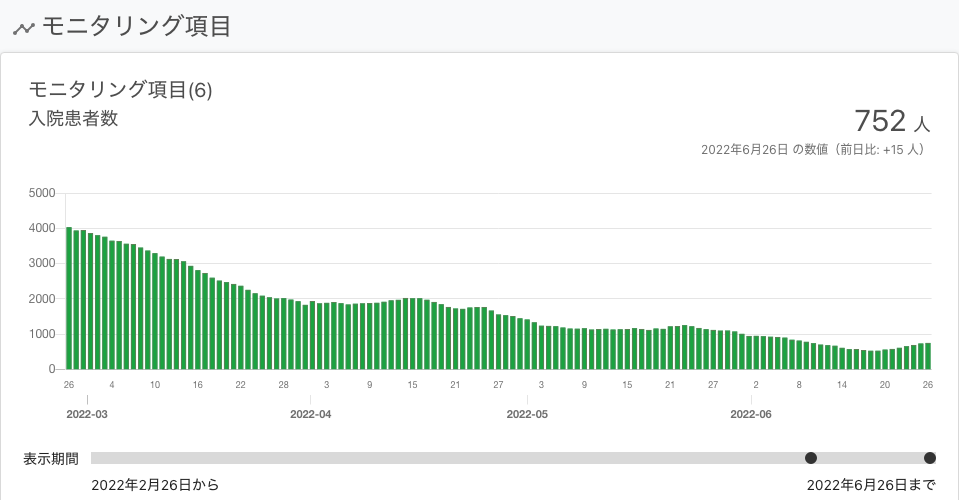 モニタリング項目
モニタリング項目(6)
入院患者数
752 人
2022年6月26日 の数値（前日比: +15 人）
5000
4000
3000
2000
1000
0
26 4 10 16 22 28 3 9 15 21 27 3 9 15 21 27 2 8 14 20 26
2022-03 2022-04 2022-05 2022-06
表示期間
2022年2月26日から 2022年6月26日まで